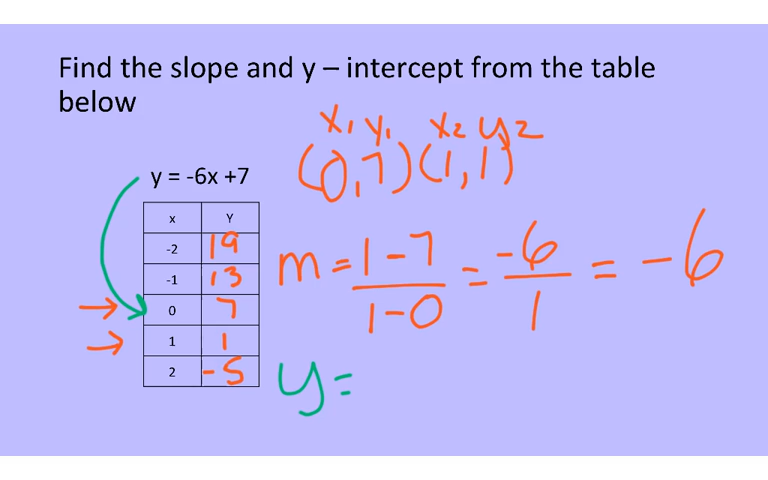 Find the slope and y – intercept from the table
below
x₁ y₁ x₂ y₂
(0,7) (1,1)
y = -6x +7
x Y
-2 19
-1 13
0 7
1 1
2 -5
m = 1-7 / 1-0 = -6 / 1 = -6
y =